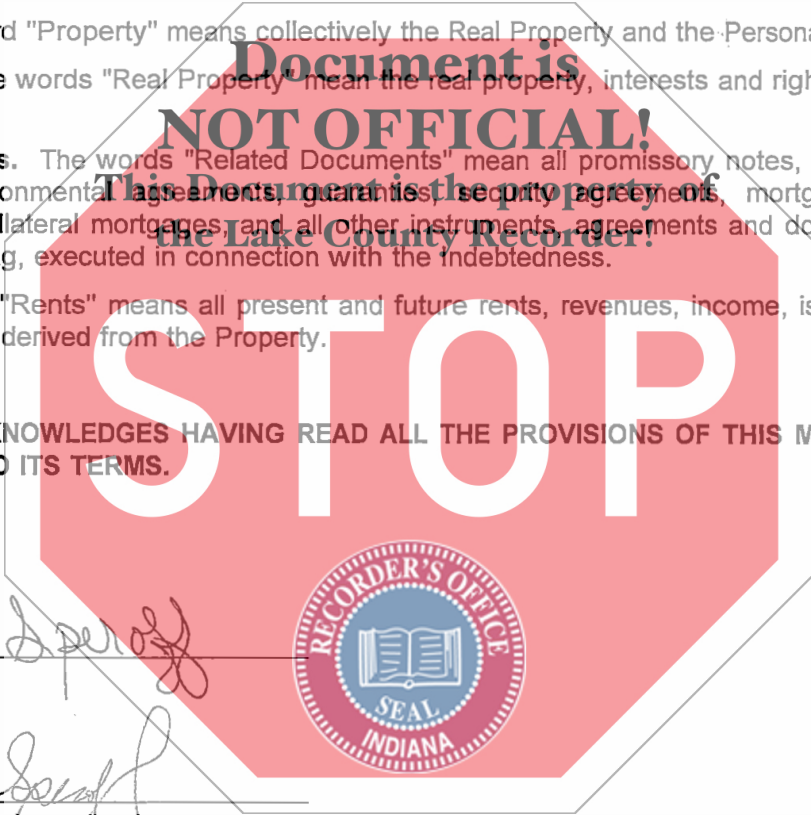 d "Property" means collectively the Real Property and the Persona
Document is
e words "Real Property" mean the real property, interests and righ
NOT OFFICIAL!
s. The words "Related Documents" mean all promissory notes,
onmental agreements, guaranties, security agreements, mortg
This Document is the property of
llateral mortgages, and all other instruments, agreements and do
the Lake County Recorder!
g, executed in connection with the Indebtedness.
"Rents" means all present and future rents, revenues, income, is
derived from the Property.
STOP
NOWLEDGES HAVING READ ALL THE PROVISIONS OF THIS M
O ITS TERMS.
RECORDER'S OFFICE
SEAL
INDIANA